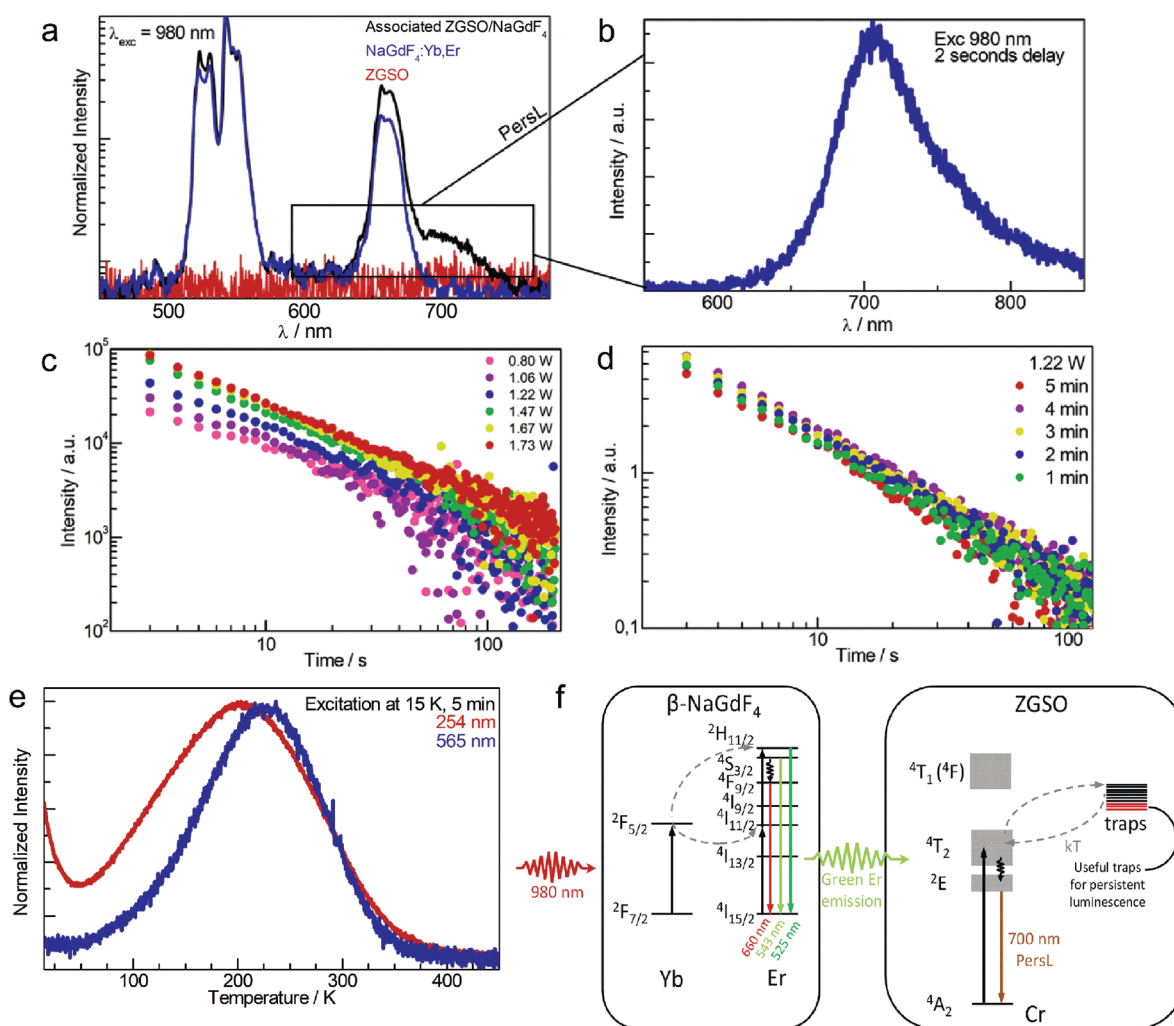 a
λexc = 980 nm
Associated ZGSO/NaGdF4
NaGdF4:Yb,Er
ZGSO
PersL
Normalized Intensity
500
600
700
λ / nm
b
Exc 980 nm
2 seconds delay
Intensity / a.u.
600
700
800
λ / nm
c
10^5
10^4
10^3
10^2
Intensity / a.u.
0.80 W
1.06 W
1.22 W
1.47 W
1.67 W
1.73 W
10
100
Time / s
d
1.22 W
5 min
4 min
3 min
2 min
1 min
Intensity / a.u.
1
0,1
10
100
Time / s
e
Excitation at 15 K, 5 min
254 nm
565 nm
Normalized Intensity
100
200
300
400
Temperature / K
f
β-NaGdF4
2H11/2
4S3/2
4F9/2
4I9/2
4I11/2
4I13/2
4I15/2
2F5/2
2F7/2
980 nm
660 nm
543 nm
525 nm
Yb
Er
Green Er
emission
ZGSO
4T1(4F)
4T2
2E
4A2
traps
kT
Useful traps
for persistent
luminescence
700 nm
PersL
Cr